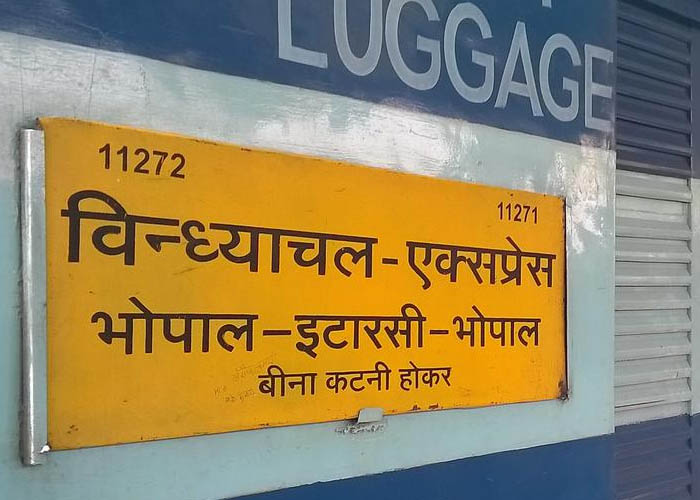 LUGGAGE
11272
11271
विन्ध्याचल-एक्सप्रेस
भोपाल-इटारसी-भोपाल
बीना कटनी होकर